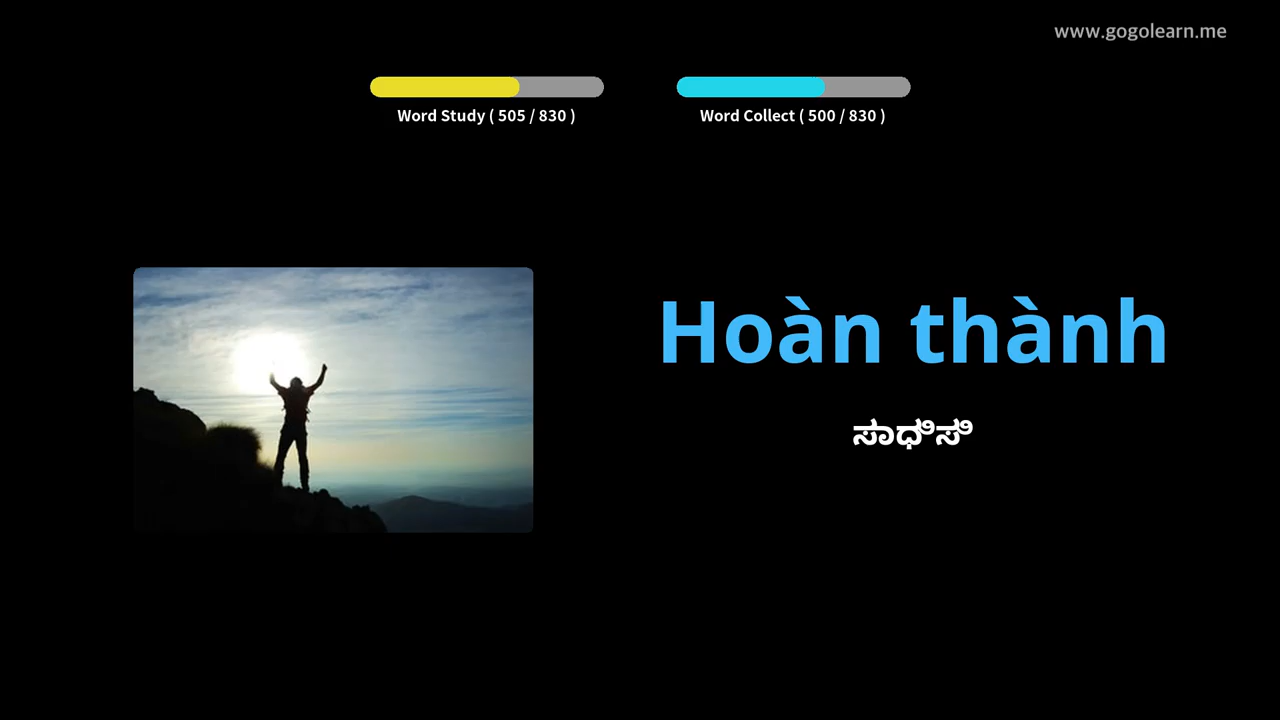 www.gogolearn.me
Word Study ( 505 / 830 )
Word Collect ( 500 / 830 )
Hoàn thành
ಸಾಧಿಸಿ